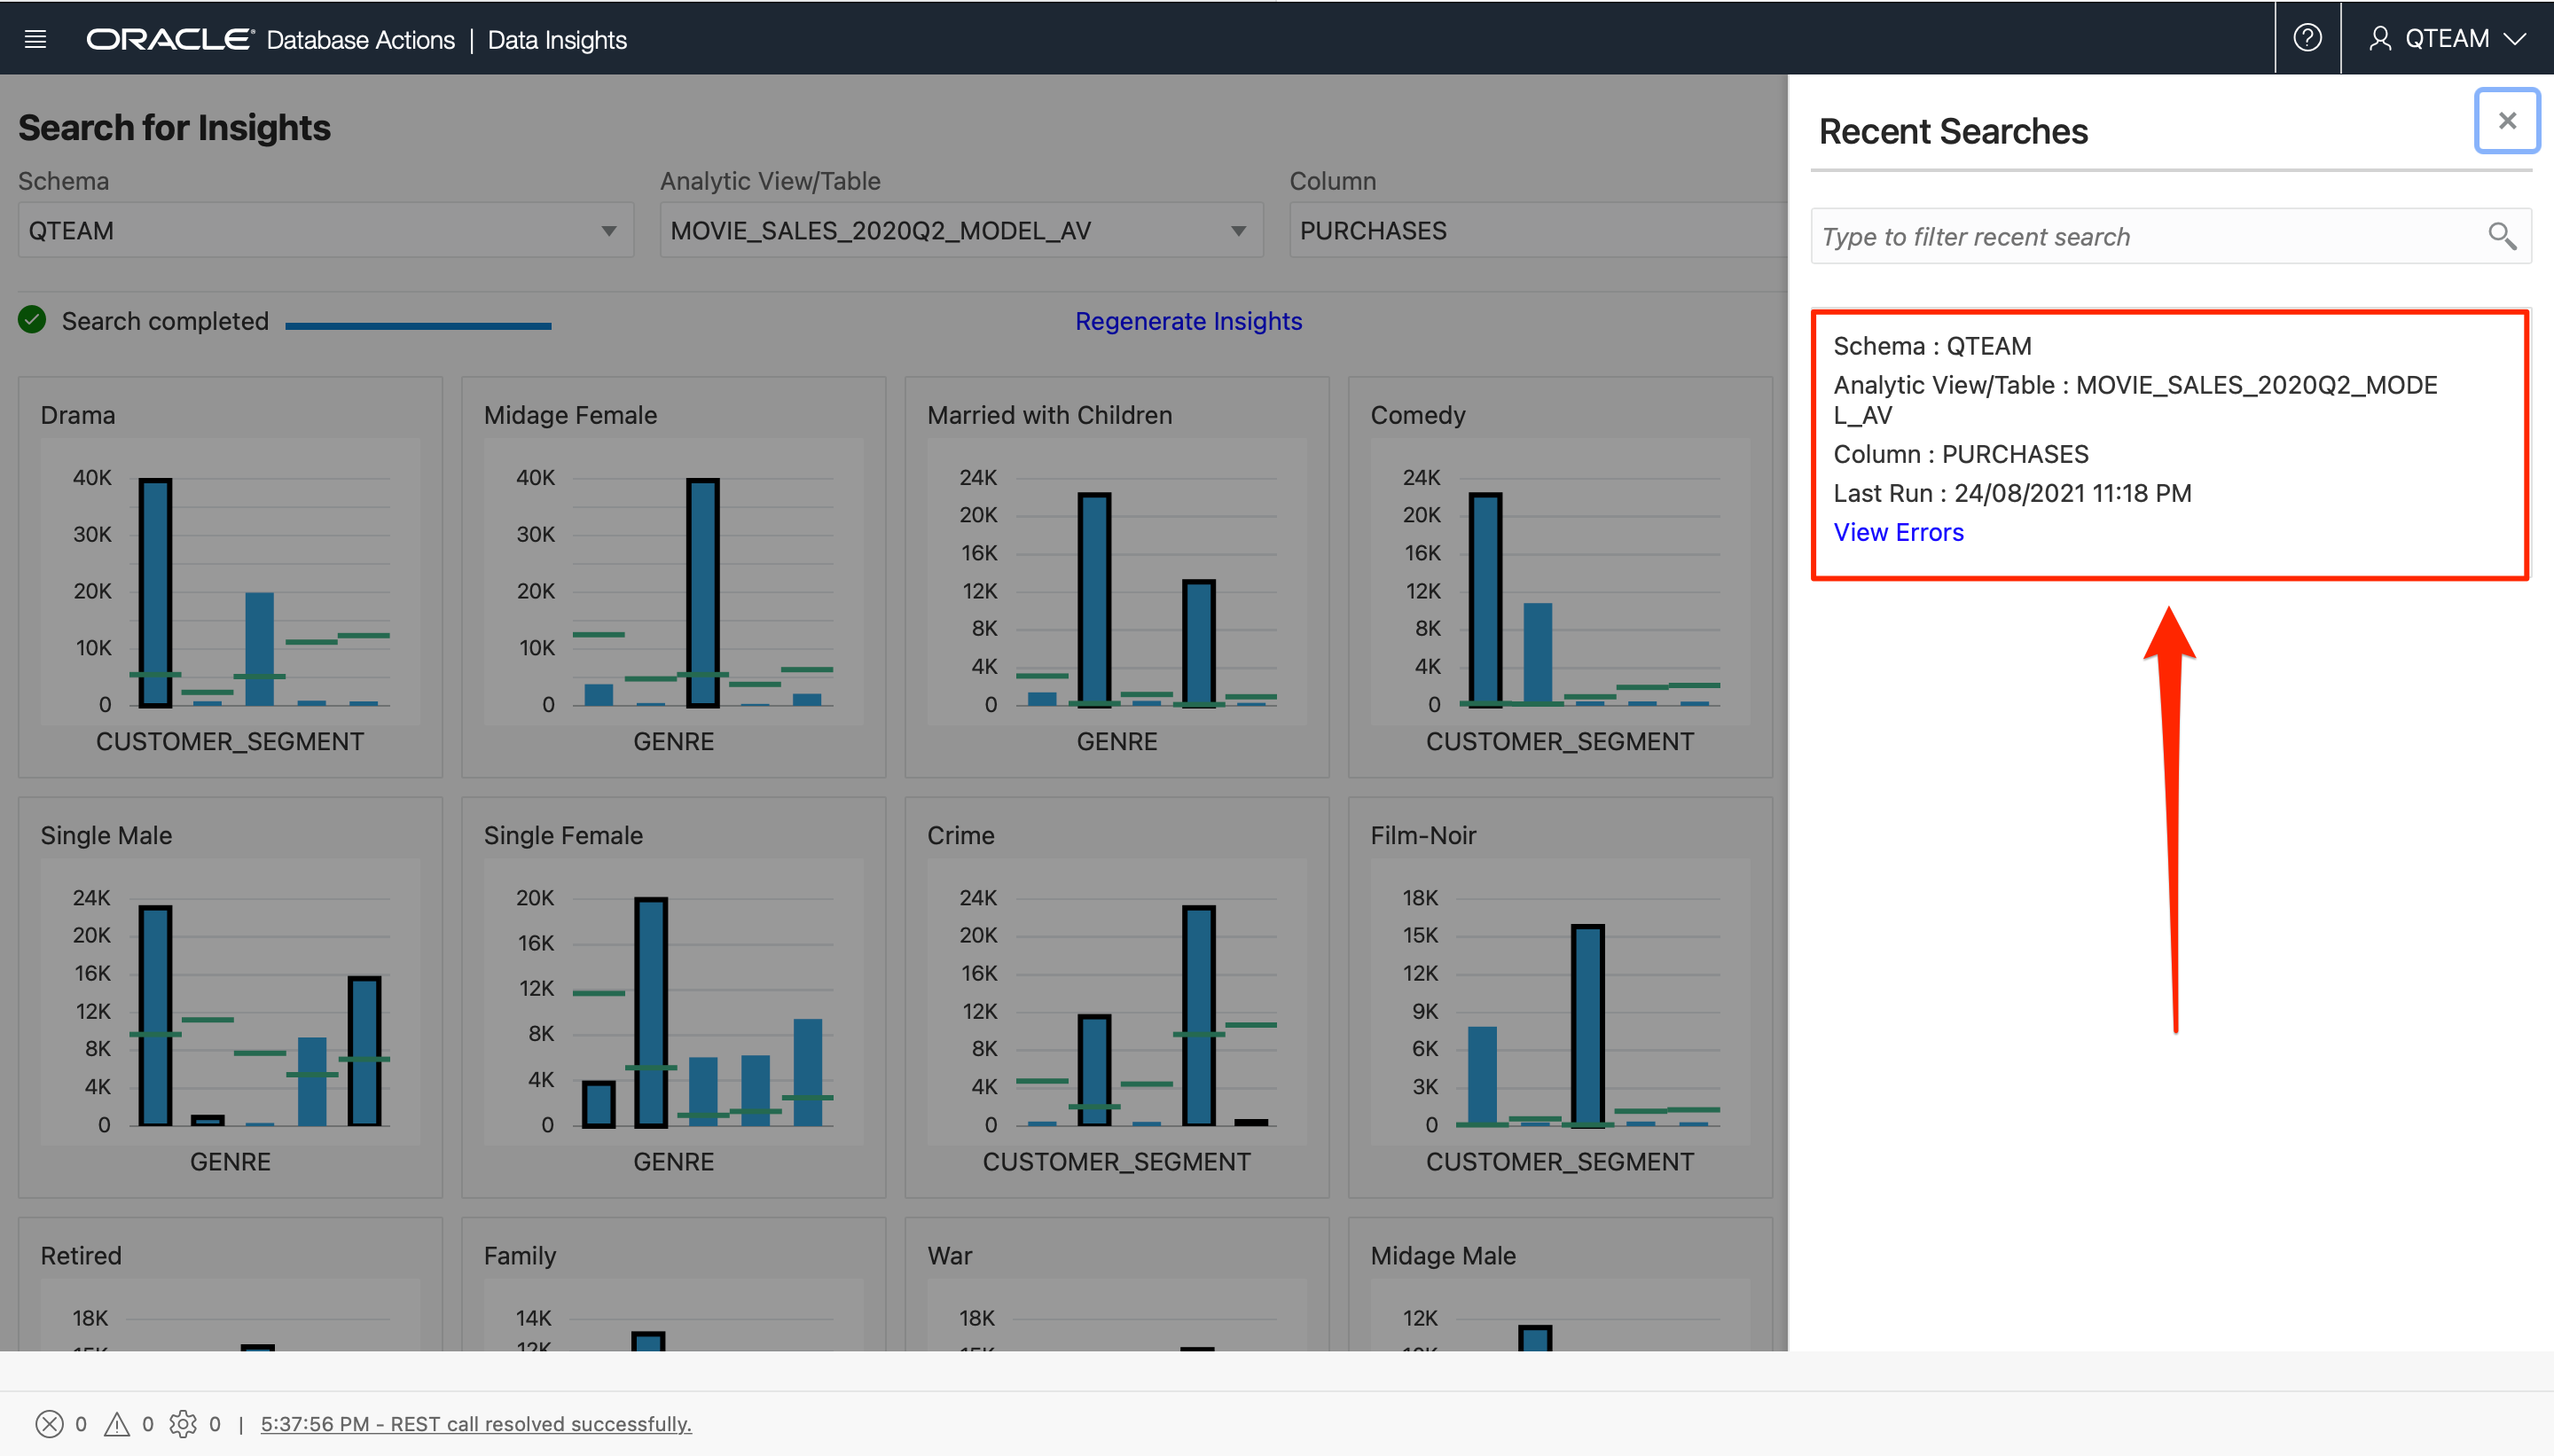 ORACLE Database Actions | Data Insights
QTEAM
Search for Insights
Schema
Analytic View/Table
Column
QTEAM
MOVIE_SALES_2020Q2_MODEL_AV
PURCHASES
Search completed
Regenerate Insights
Drama
40K
30K
20K
10K
0
CUSTOMER_SEGMENT
Midage Female
40K
30K
20K
10K
0
GENRE
Married with Children
24K
20K
16K
12K
8K
4K
0
GENRE
Comedy
24K
20K
16K
12K
8K
4K
0
CUSTOMER_SEGMENT
Single Male
24K
20K
16K
12K
8K
4K
0
GENRE
Single Female
20K
16K
12K
8K
4K
0
GENRE
Crime
24K
20K
16K
12K
8K
4K
0
CUSTOMER_SEGMENT
Film-Noir
18K
15K
12K
9K
6K
3K
0
CUSTOMER_SEGMENT
Retired
18K
Family
14K
12K
War
18K
Midage Male
12K
Recent Searches
Type to filter recent search
Schema : QTEAM
Analytic View/Table : MOVIE_SALES_2020Q2_MODE
L_AV
Column : PURCHASES
Last Run : 24/08/2021 11:18 PM
View Errors
0 0 0 | 5:37:56 PM - REST call resolved successfully.